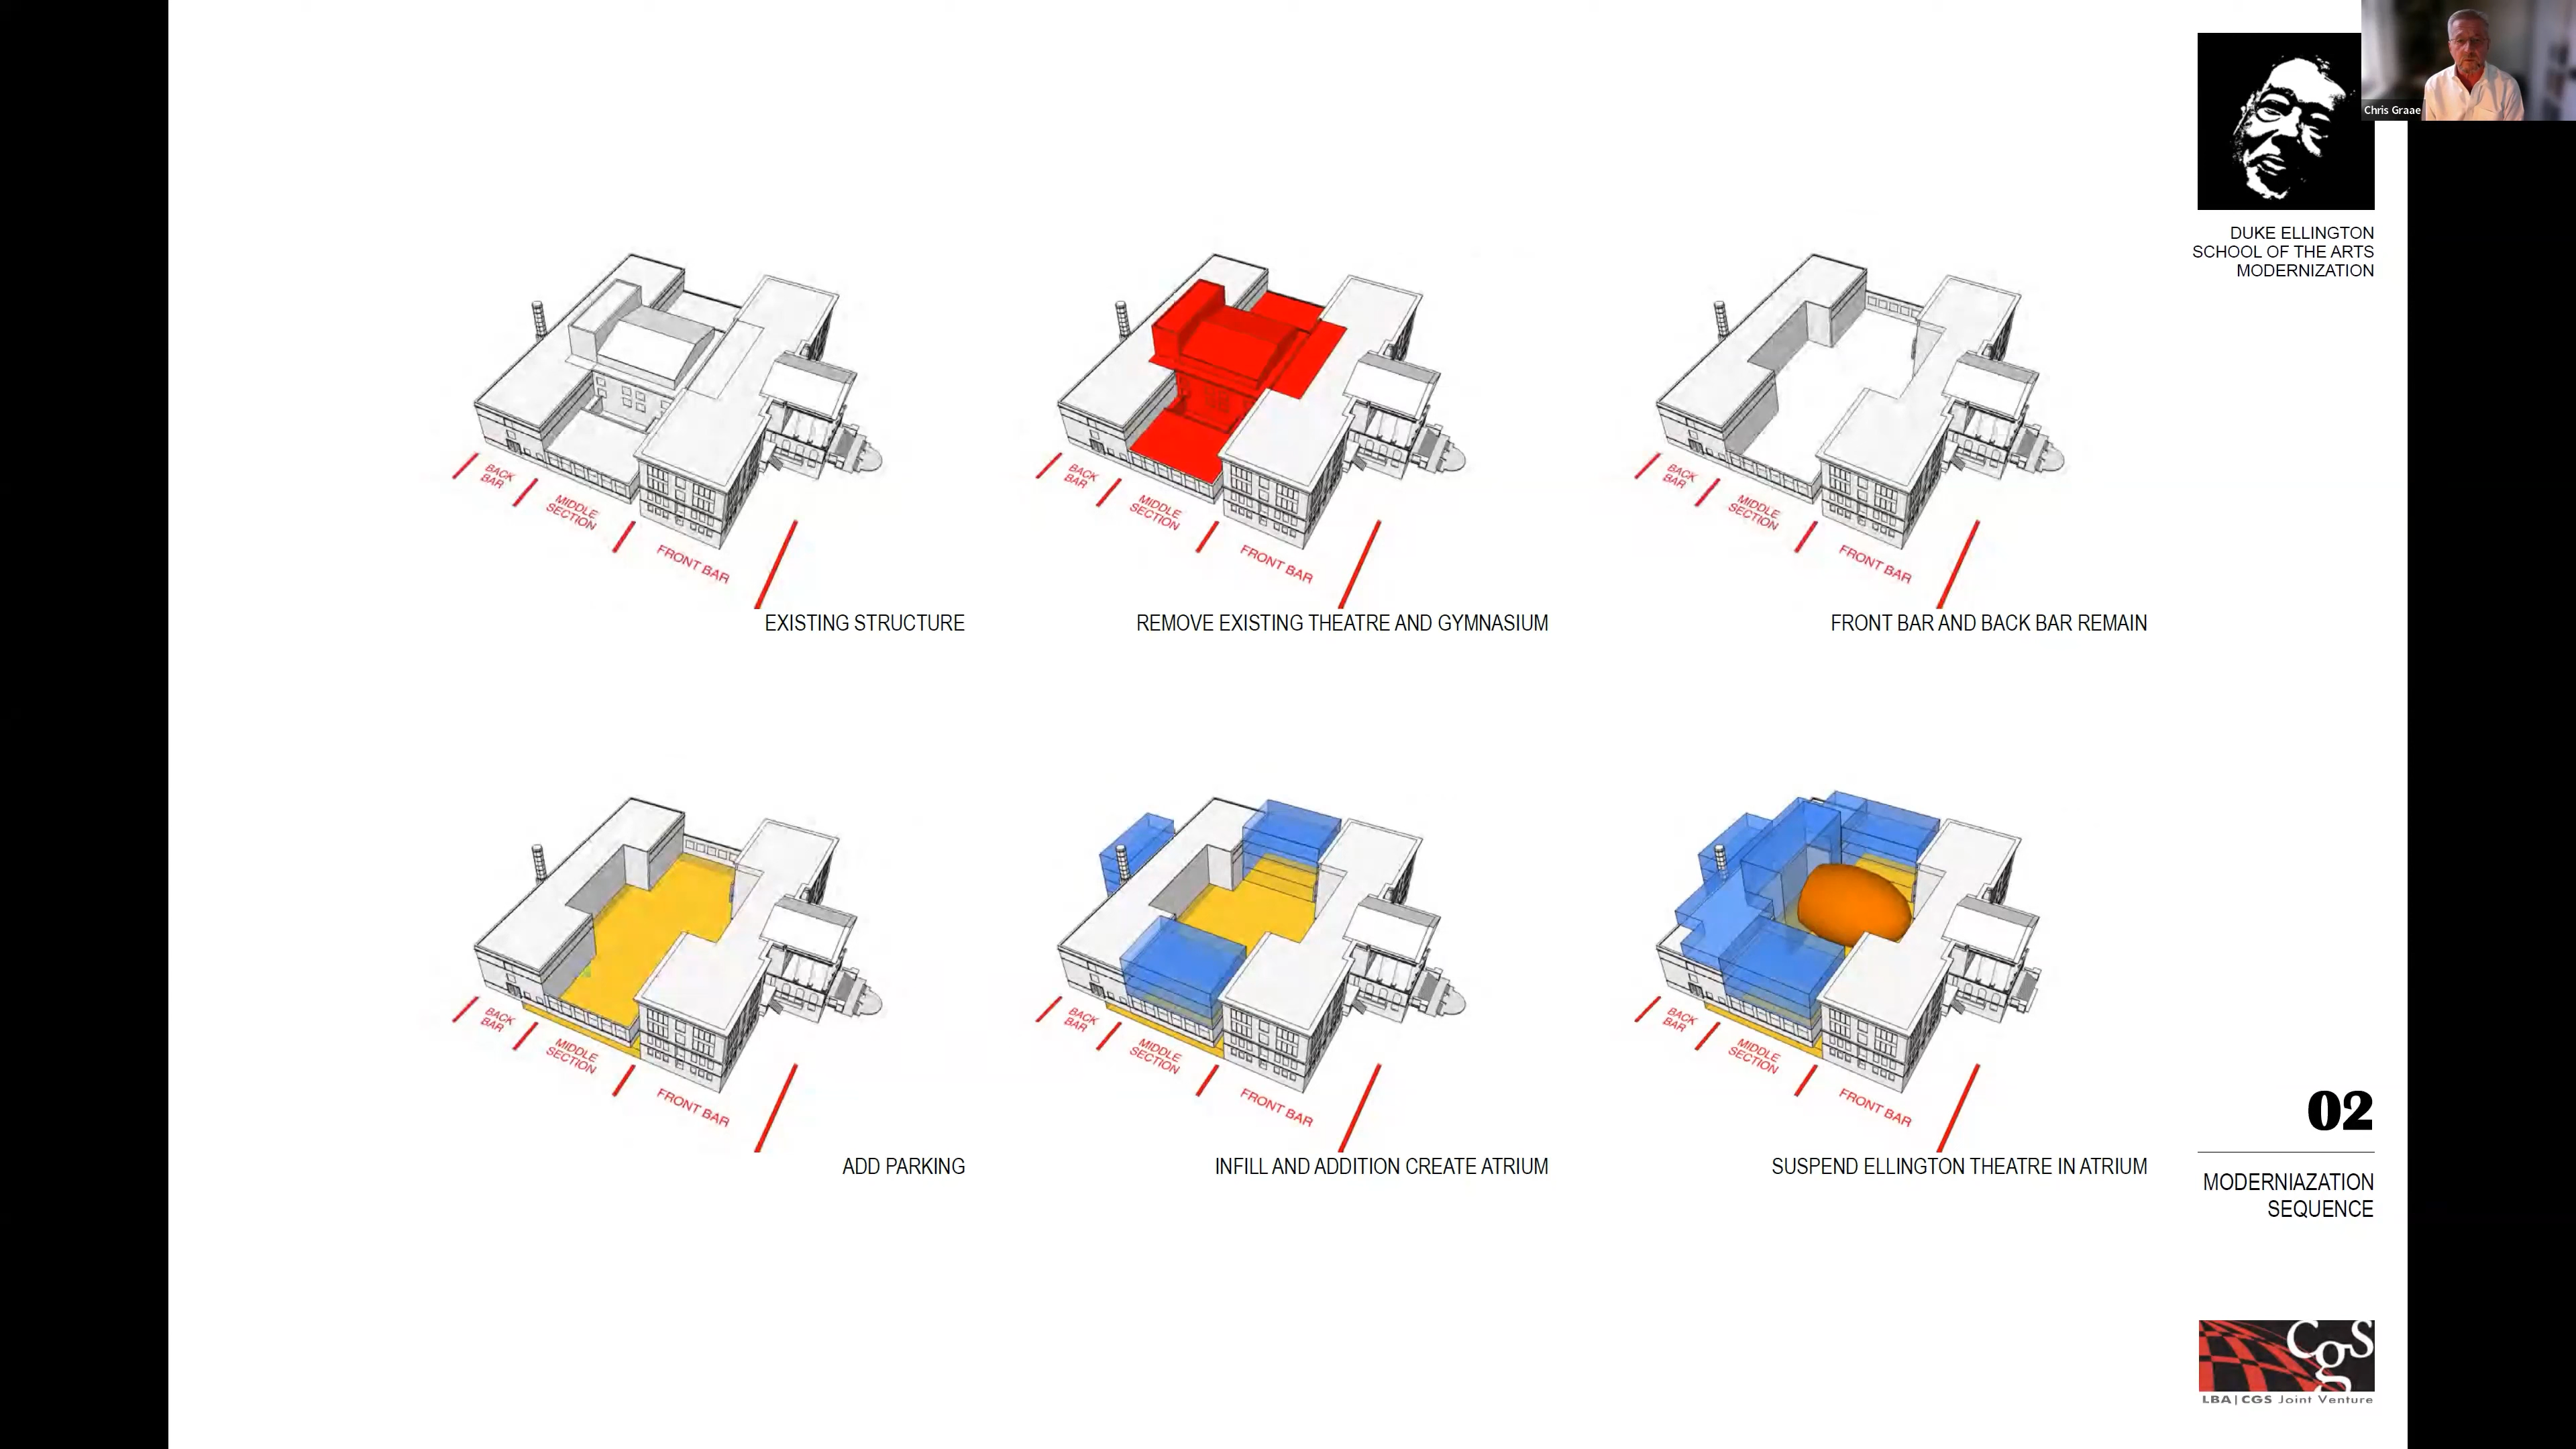 Chris Graae
DUKE ELLINGTON
SCHOOL OF THE ARTS
MODERNIZATION
BACK
BAR
MIDDLE
SECTION
FRONT BAR
EXISTING STRUCTURE
BACK
BAR
MIDDLE
SECTION
FRONT BAR
REMOVE EXISTING THEATRE AND GYMNASIUM
BACK
BAR
MIDDLE
SECTION
FRONT BAR
FRONT BAR AND BACK BAR REMAIN
BACK
BAR
MIDDLE
SECTION
FRONT BAR
ADD PARKING
BACK
BAR
MIDDLE
SECTION
FRONT BAR
INFILL AND ADDITION CREATE ATRIUM
BACK
BAR
MIDDLE
SECTION
FRONT BAR
SUSPEND ELLINGTON THEATRE IN ATRIUM
02
MODERNIAZATION
SEQUENCE
CgS
LBA|CGS Joint Venture